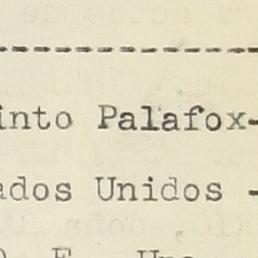 ------------------
into Palafox-
ados Unidos -